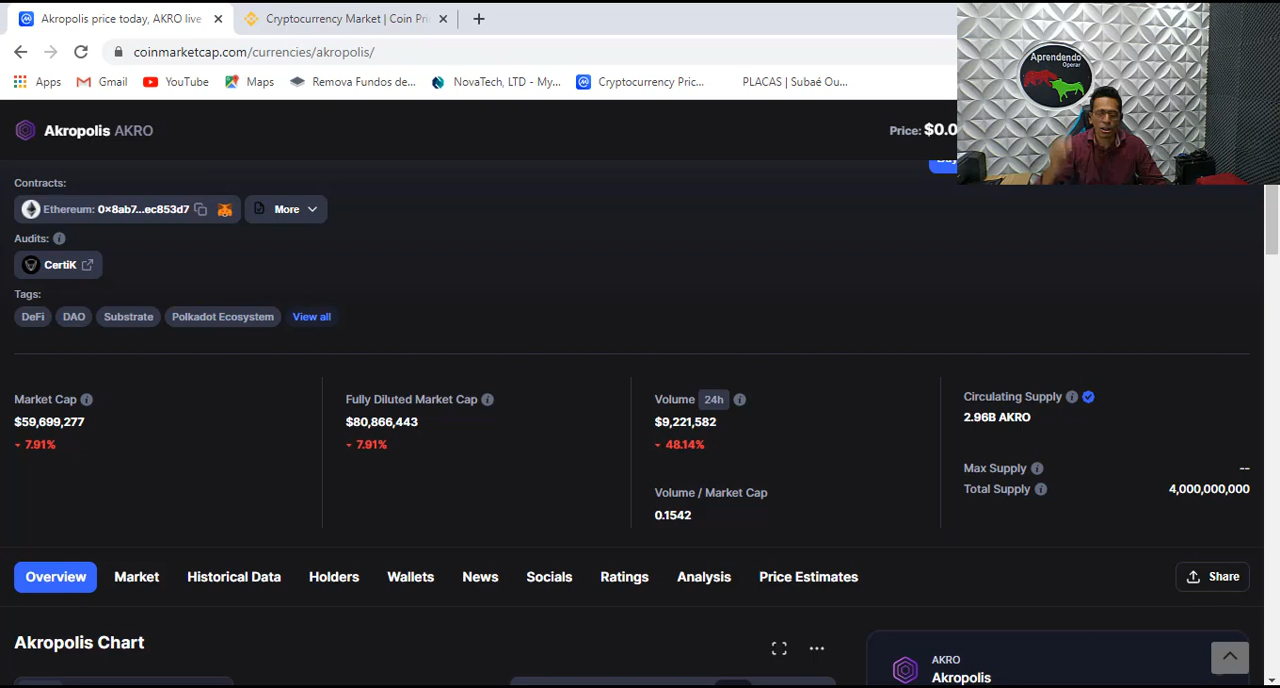 Akropolis price today, AKRO live
Cryptocurrency Market | Coin Pri
coinmarketcap.com/currencies/akropolis/
Apps Gmail YouTube Maps Remova Fundos de... NovaTech, LTD - My... Cryptocurrency Pric... PLACAS | Subaé Ou...
Aprendendo
Operar
Akropolis AKRO
Price: $0.0
Contracts:
Ethereum: 0x8ab7...ec853d7
More
Audits:
CertiK
Tags:
DeFi DAO Substrate Polkadot Ecosystem View all
Market Cap
$59,699,277
7.91%
Fully Diluted Market Cap
$80,866,443
7.91%
Volume 24h
$9,221,582
48.14%
Volume / Market Cap
0.1542
Circulating Supply
2.96B AKRO
Max Supply --
Total Supply 4,000,000,000
Overview Market Historical Data Holders Wallets News Socials Ratings Analysis Price Estimates Share
Akropolis Chart
AKRO
Akropolis